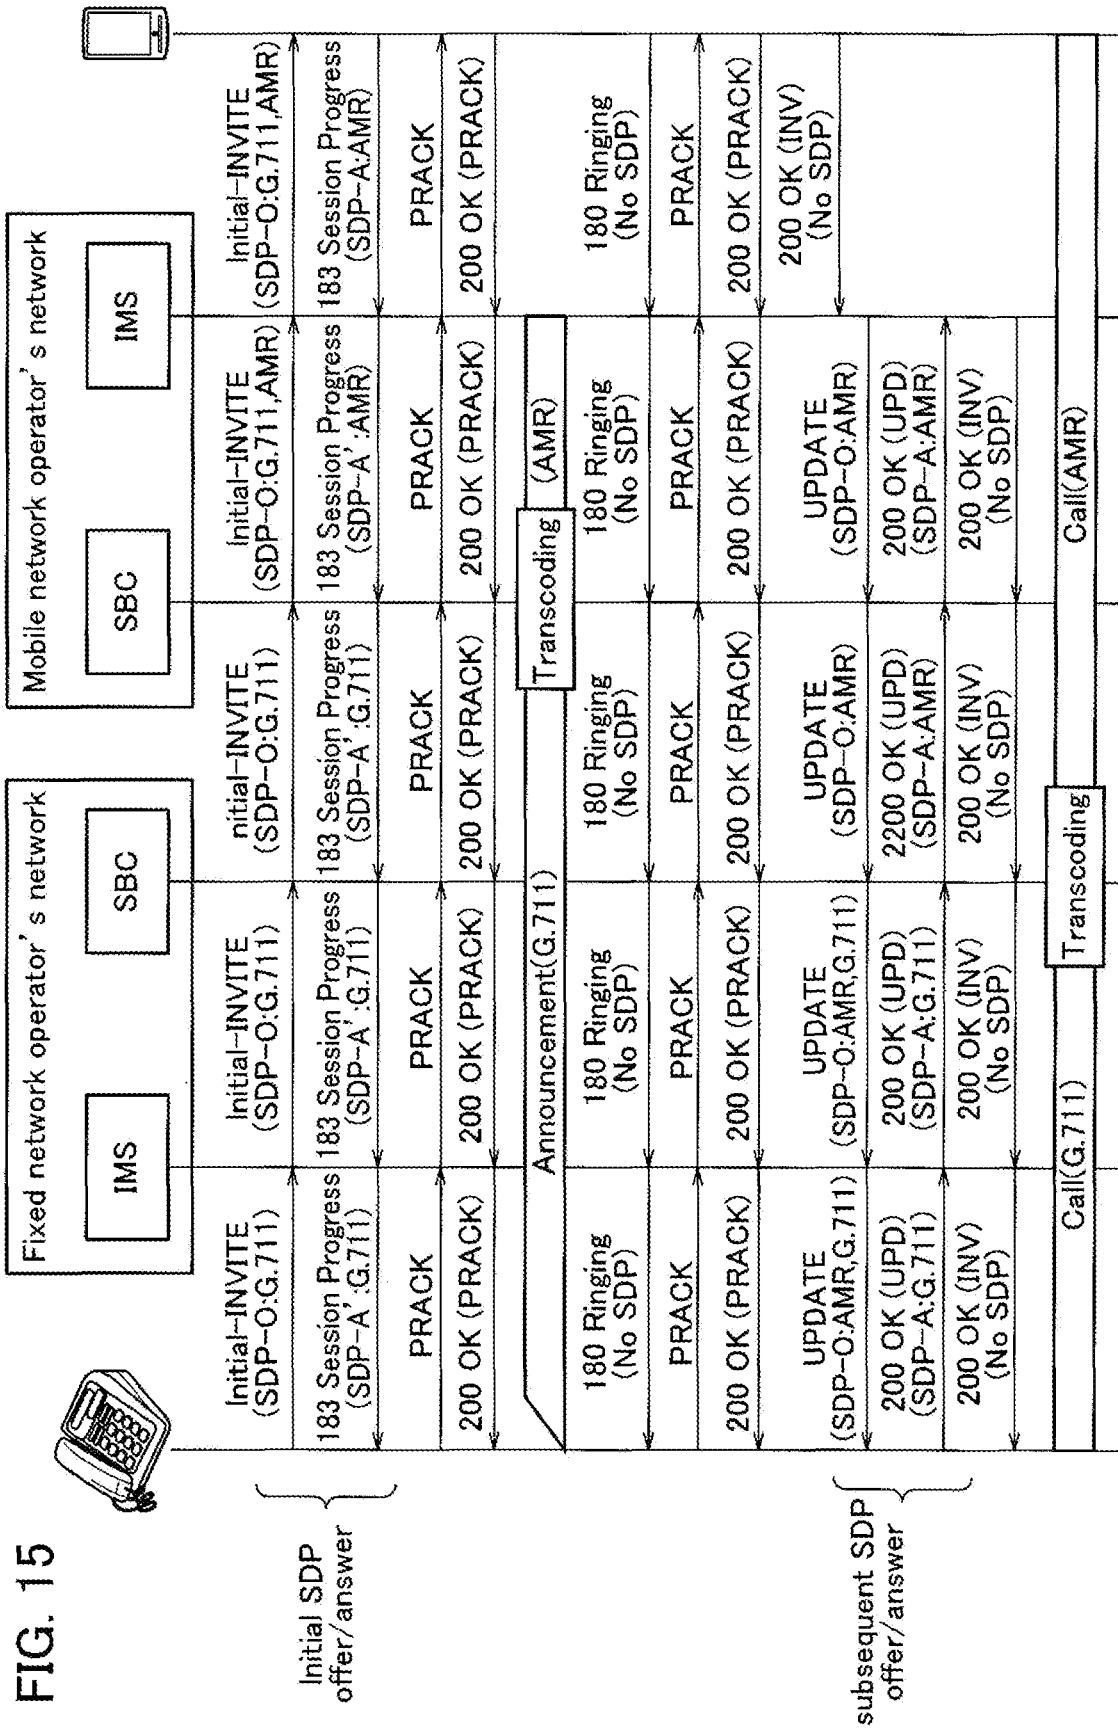 FIG. 15
Fixed network operator's network
Mobile network operator's network
IMS
SBC
SBC
IMS
Initial SDP
offer/answer
Initial-INVITE
(SDP-O:G.711)
Initial-INVITE
(SDP-O:G.711)
nitial-INVITE
(SDP-O:G.711)
Initial-INVITE
(SDP-O:G.711,AMR)
Initial-INVITE
(SDP-O:G.711,AMR)
183 Session Progress
(SDP-A':G.711)
183 Session Progress
(SDP-A':G.711)
183 Session Progress
(SDP-A':G.711)
183 Session Progress
(SDP-A':AMR)
183 Session Progress
(SDP-A:AMR)
PRACK
PRACK
PRACK
PRACK
PRACK
200 OK (PRACK)
200 OK (PRACK)
200 OK (PRACK)
200 OK (PRACK)
200 OK (PRACK)
Announcement(G.711)
Transcoding
(AMR)
180 Ringing
(No SDP)
180 Ringing
(No SDP)
180 Ringing
(No SDP)
180 Ringing
(No SDP)
180 Ringing
(No SDP)
PRACK
PRACK
PRACK
PRACK
PRACK
200 OK (PRACK)
200 OK (PRACK)
200 OK (PRACK)
200 OK (PRACK)
200 OK (PRACK)
200 OK (INV)
(No SDP)
subsequent SDP
offer/answer
UPDATE
(SDP-O:AMR,G.711)
UPDATE
(SDP-O:AMR,G.711)
UPDATE
(SDP-O:AMR)
UPDATE
(SDP-O:AMR)
200 OK (UPD)
(SDP-A:G.711)
200 OK (UPD)
(SDP-A:G.711)
2200 OK (UPD)
(SDP-A:AMR)
200 OK (UPD)
(SDP-A:AMR)
200 OK (INV)
(No SDP)
200 OK (INV)
(No SDP)
200 OK (INV)
(No SDP)
200 OK (INV)
(No SDP)
Call(G.711)
Transcoding
Call(AMR)